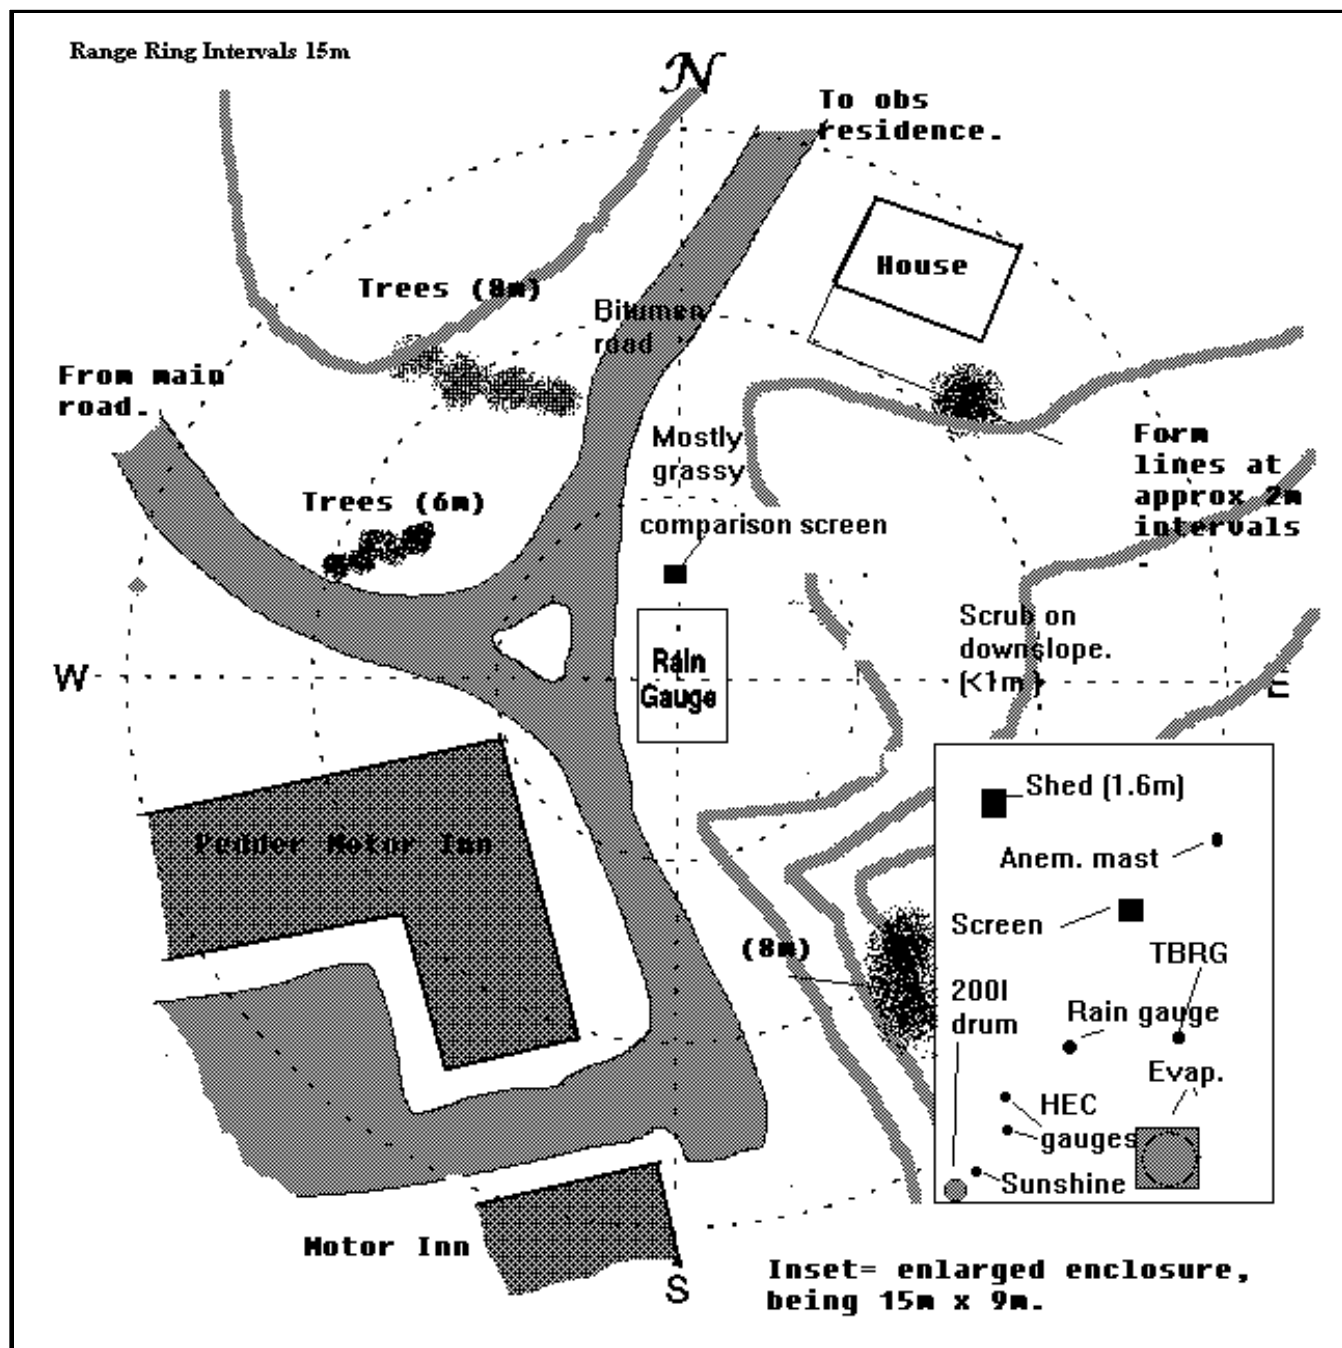 Range Ring Intervals 15m
N
To obs
residence.
House
Trees (8m)
Bitumen
road
From main
road.
Mostly
grassy
Form
lines at
approx 2m
intervals
Trees (6m)
comparison screen
Scrub on
downslope.
(<1m)
W
Rain
Gauge
E
Shed (1.6m)
Anem. mast
Pedder Motor Inn
Screen
(8m)
TBRG
200l
drum
Rain gauge
Evap.
HEC
gauges
Sunshine
Motor Inn
S
Inset= enlarged enclosure,
being 15m x 9m.